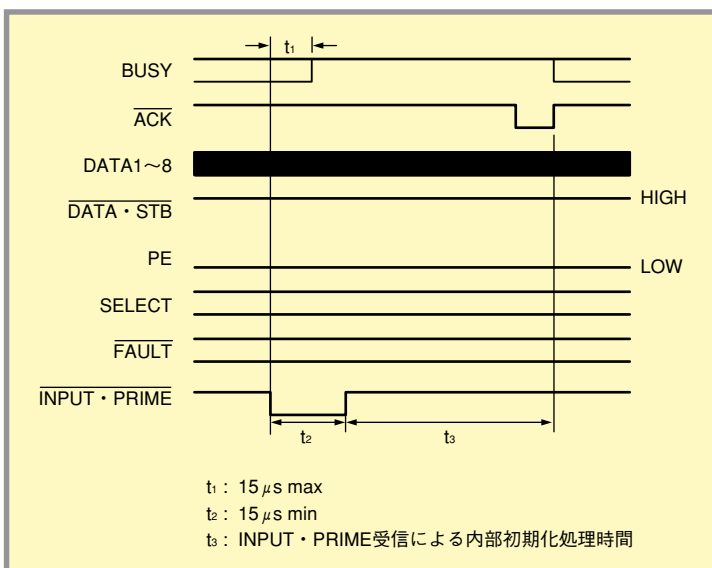 t₁
BUSY
ACK
DATA1～8
DATA・STB
HIGH
PE
LOW
SELECT
FAULT
INPUT・PRIME
t₂
t₃
t₁ : 15μs max
t₂ : 15μs min
t₃ : INPUT・PRIME受信による内部初期化処理時間